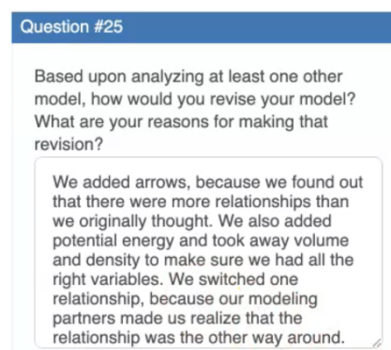 Question #25
Based upon analyzing at least one other
model, how would you revise your model?
What are your reasons for making that
revision?
We added arrows, because we found out
that there were more relationships than
we originally thought. We also added
potential energy and took away volume
and density to make sure we had all the
right variables. We switched one
relationship, because our modeling
partners made us realize that the
relationship was the other way around.